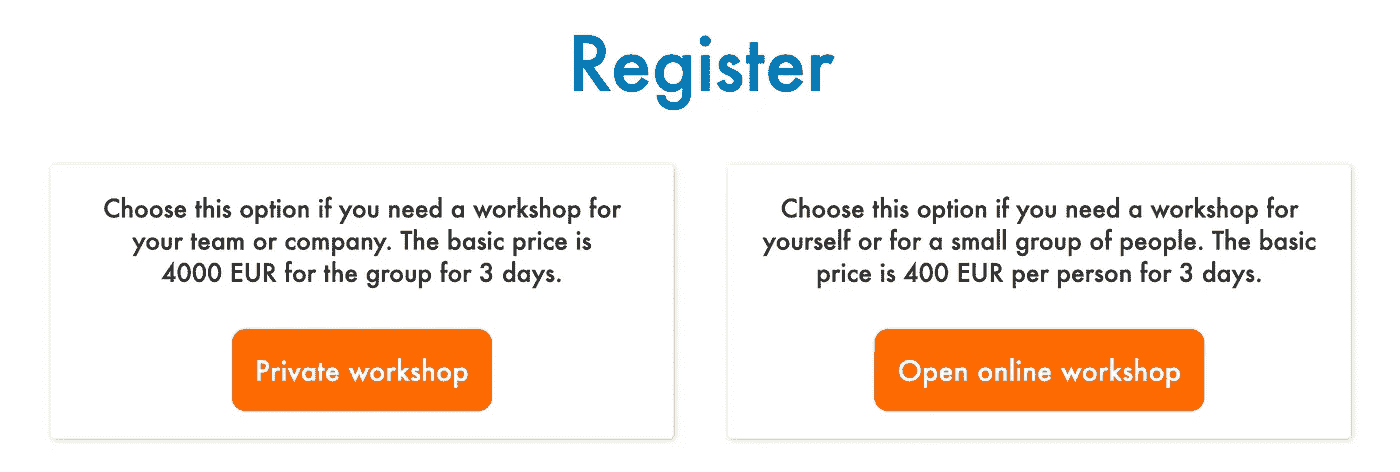 Register
Choose this option if you need a workshop for
your team or company. The basic price is
4000 EUR for the group for 3 days.
Private workshop
Choose this option if you need a workshop for
yourself or for a small group of people. The basic
price is 400 EUR per person for 3 days.
Open online workshop